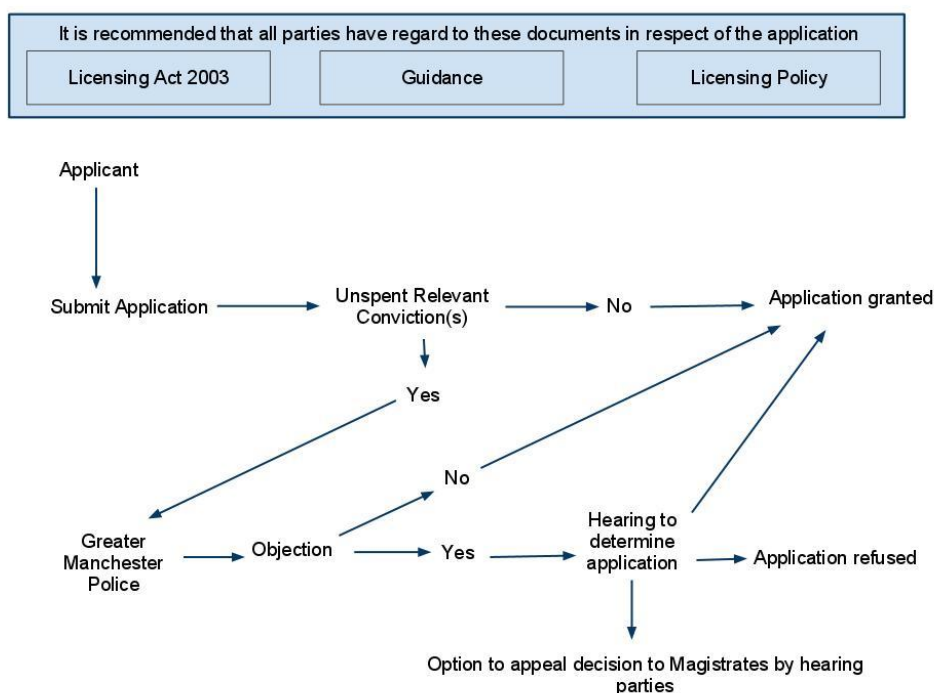 It is recommended that all parties have regard to these documents in respect of the application
Licensing Act 2003
Guidance
Licensing Policy
Applicant
Submit Application
Unspent Relevant
Conviction(s)
No
Application granted
Yes
No
Greater
Manchester
Police
Objection
Yes
Hearing to
determine
application
Application refused
Option to appeal decision to Magistrates by hearing
parties